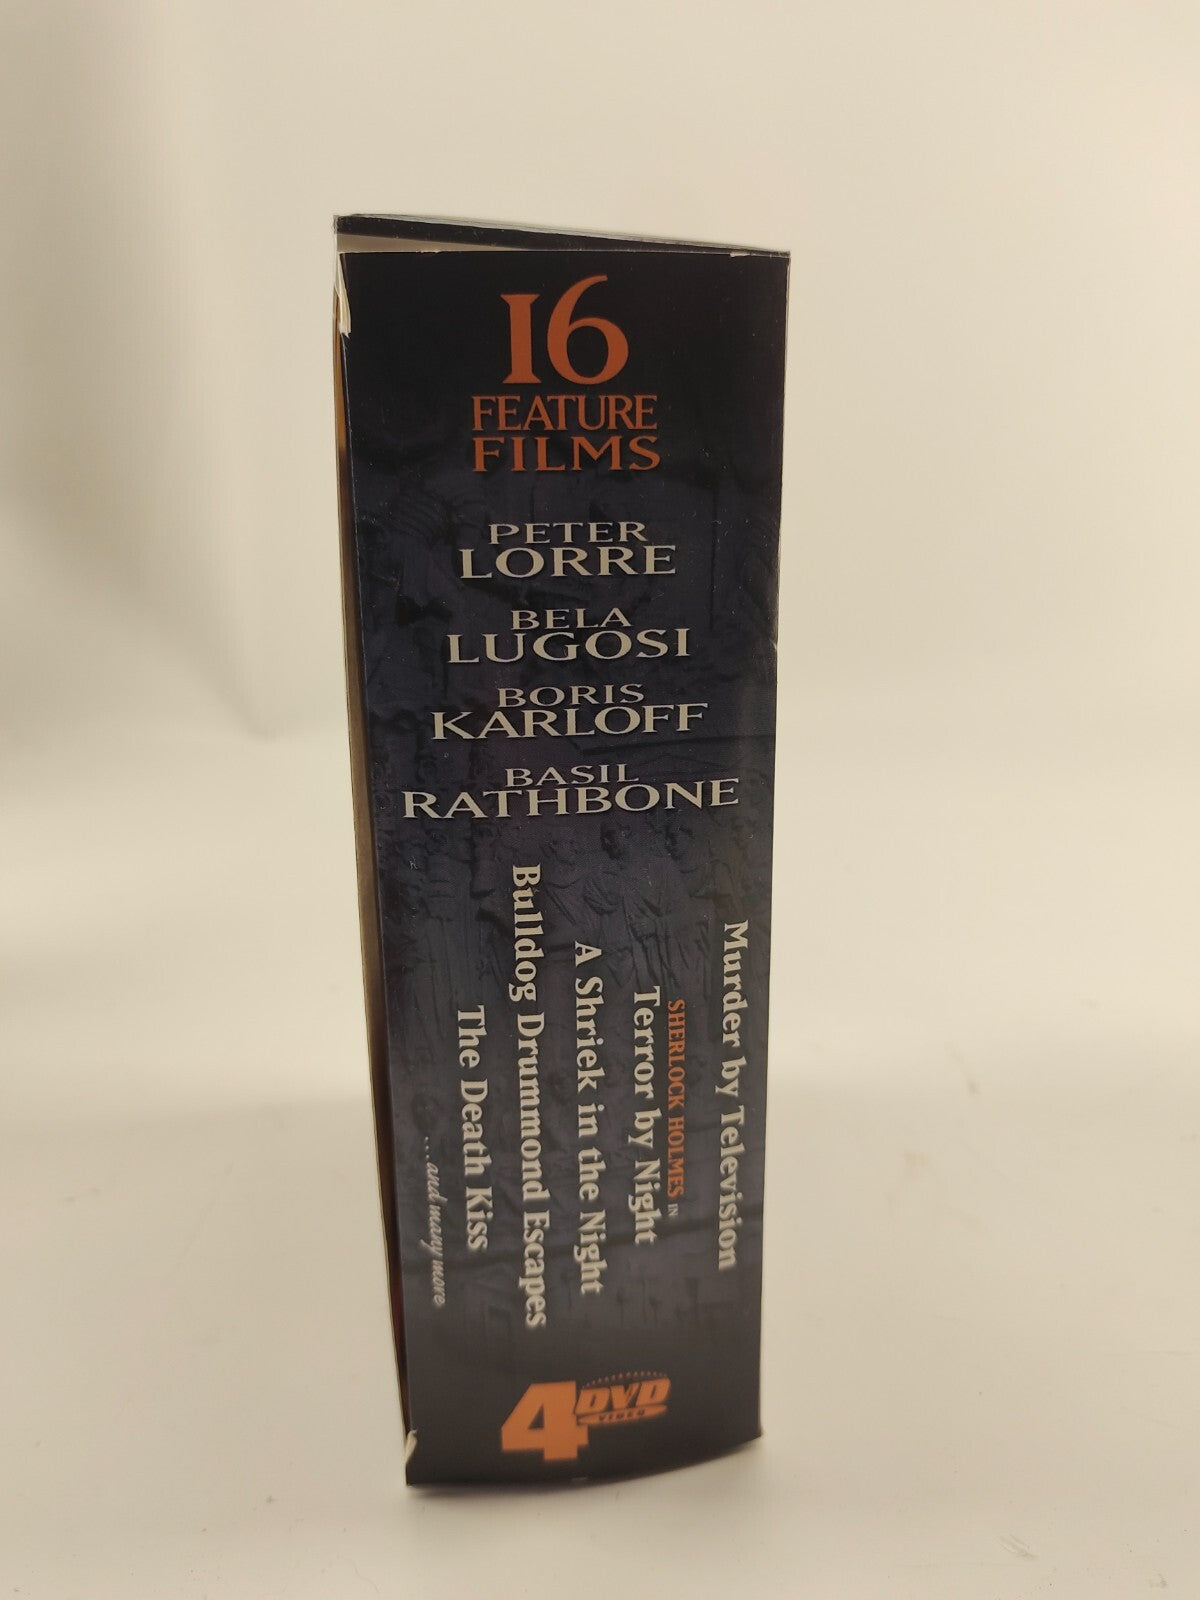 16
FEATURE
FILMS
PETER
LORRE
BELA
LUGOSI
BORIS
KARLOFF
BASIL
RATHBONE
Murder by Television
SHERLOCK HOLMES IN
Terror by Night
A Shriek in the Night
Bulldog Drummond Escapes
The Death Kiss
....and many more
4 DVD
VIDEO